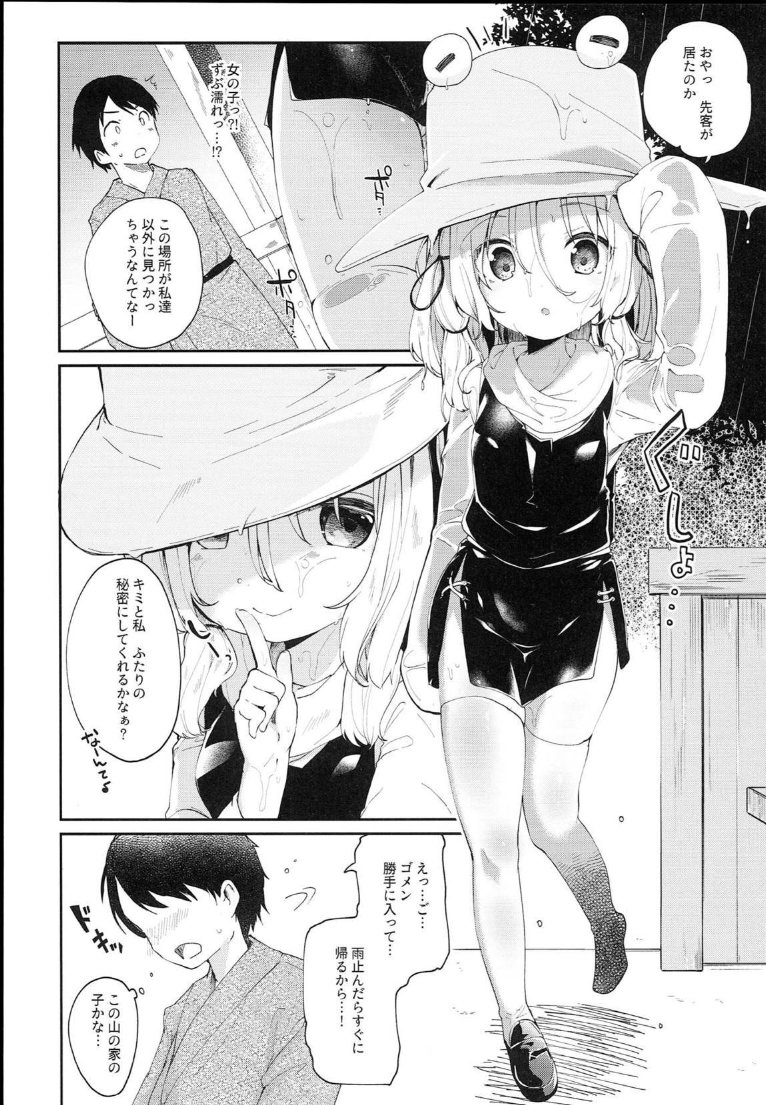 おやっ　先客が
居たのか
ポタ…
ポタ…
女の子っ?!
ずぶ濡れっ…!?
この場所が私達
以外に見つかっ
ちゃうなんてなー
ぐしょ…
キミと私　ふたりの
秘密にしてくれるかなぁ？
なーんてね
えっ…ご…
ゴメン
勝手に入って…
雨止んだらすぐに
帰るから…！
ドキッ
この山の家の
子かな…